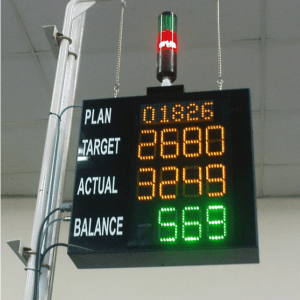 PLAN 01826
TARGET 2680
ACTUAL 3249
BALANCE 569